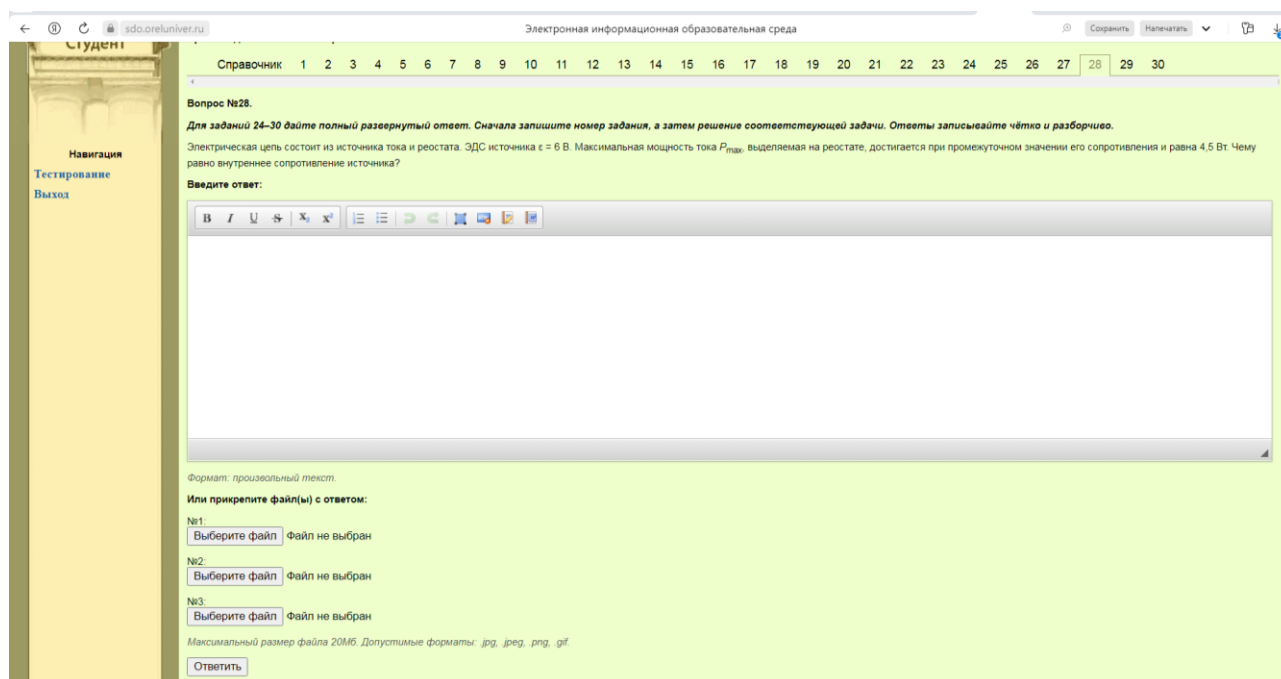 sdo.oreluniver.ru
Электронная информационная образовательная среда
Сохранить Напечатать
Студент
Справочник 1 2 3 4 5 6 7 8 9 10 11 12 13 14 15 16 17 18 19 20 21 22 23 24 25 26 27 28 29 30
Вопрос №28.
Для заданий 24–30 дайте полный развернутый ответ. Сначала запишите номер задания, а затем решение соответствующей задачи. Ответы записывайте чётко и разборчиво.
Навигация
Тестирование
Выход
Электрическая цепь состоит из источника тока и реостата. ЭДС источника ε = 6 В. Максимальная мощность тока Pmax, выделяемая на реостате, достигается при промежуточном значении его сопротивления и равна 4,5 Вт. Чему
равно внутреннее сопротивление источника?
Введите ответ:
B I U S X₂ X²
Формат: произвольный текст.
Или прикрепите файл(ы) с ответом:
№1:
Выберите файл Файл не выбран
№2:
Выберите файл Файл не выбран
№3:
Выберите файл Файл не выбран
Максимальный размер файла 20Мб. Допустимые форматы: .jpg, .jpeg, .png, .gif.
Ответить